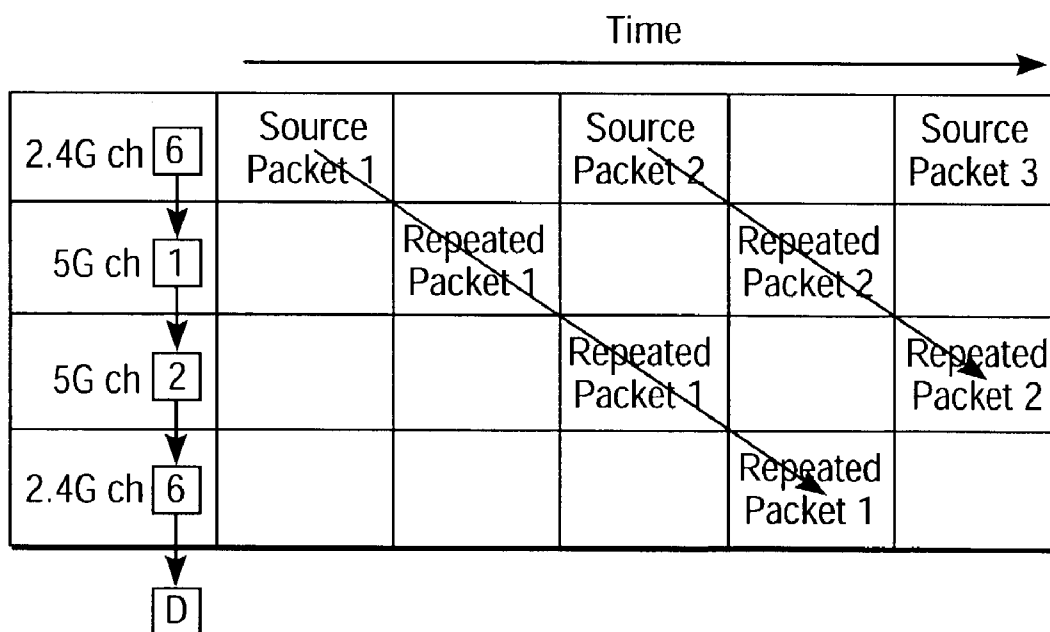 Time
2.4G ch 6
Source
Packet 1
Source
Packet 2
Source
Packet 3
5G ch 1
Repeated
Packet 1
Repeated
Packet 2
5G ch 2
Repeated
Packet 1
Repeated
Packet 2
2.4G ch 6
Repeated
Packet 1
D